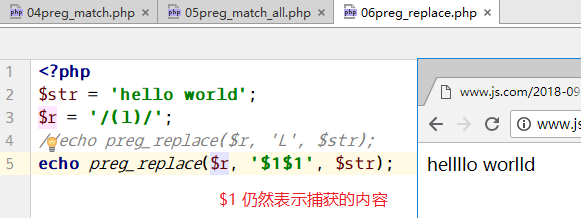 04preg_match.php
05preg_match_all.php
06preg_replace.php
1 <?php
2 $str = 'hello world';
3 $r = '/(l)/';
4 //echo preg_replace($r, 'L', $str);
5 echo preg_replace($r, '$1$1', $str);
$1 仍然表示捕获的内容
www.js.com/2018-09
www.js.com
hellllo worlld